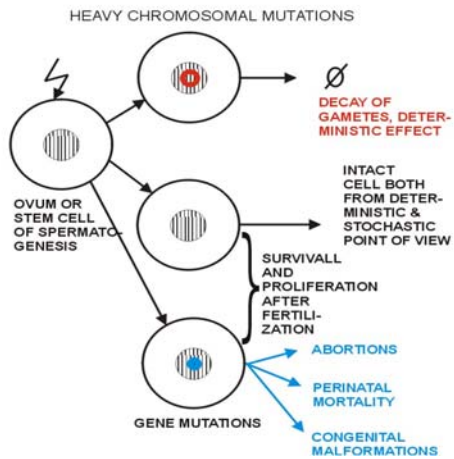 HEAVY CHROMOSOMAL MUTATIONS
Ø
DECAY OF
GAMETES, DETER-
MINISTIC EFFECT
OVUM OR
STEM CELL
OF SPERMATO-
GENESIS
INTACT
CELL BOTH
FROM DETER-
MINISTIC &
STOCHASTIC
POINT OF VIEW
SURVIVALL
AND
PROLIFERATION
AFTER
FERTILI-
ZATION
GENE MUTATIONS
ABORTIONS
PERINATAL
MORTALITY
CONGENITAL
MALFORMATIONS